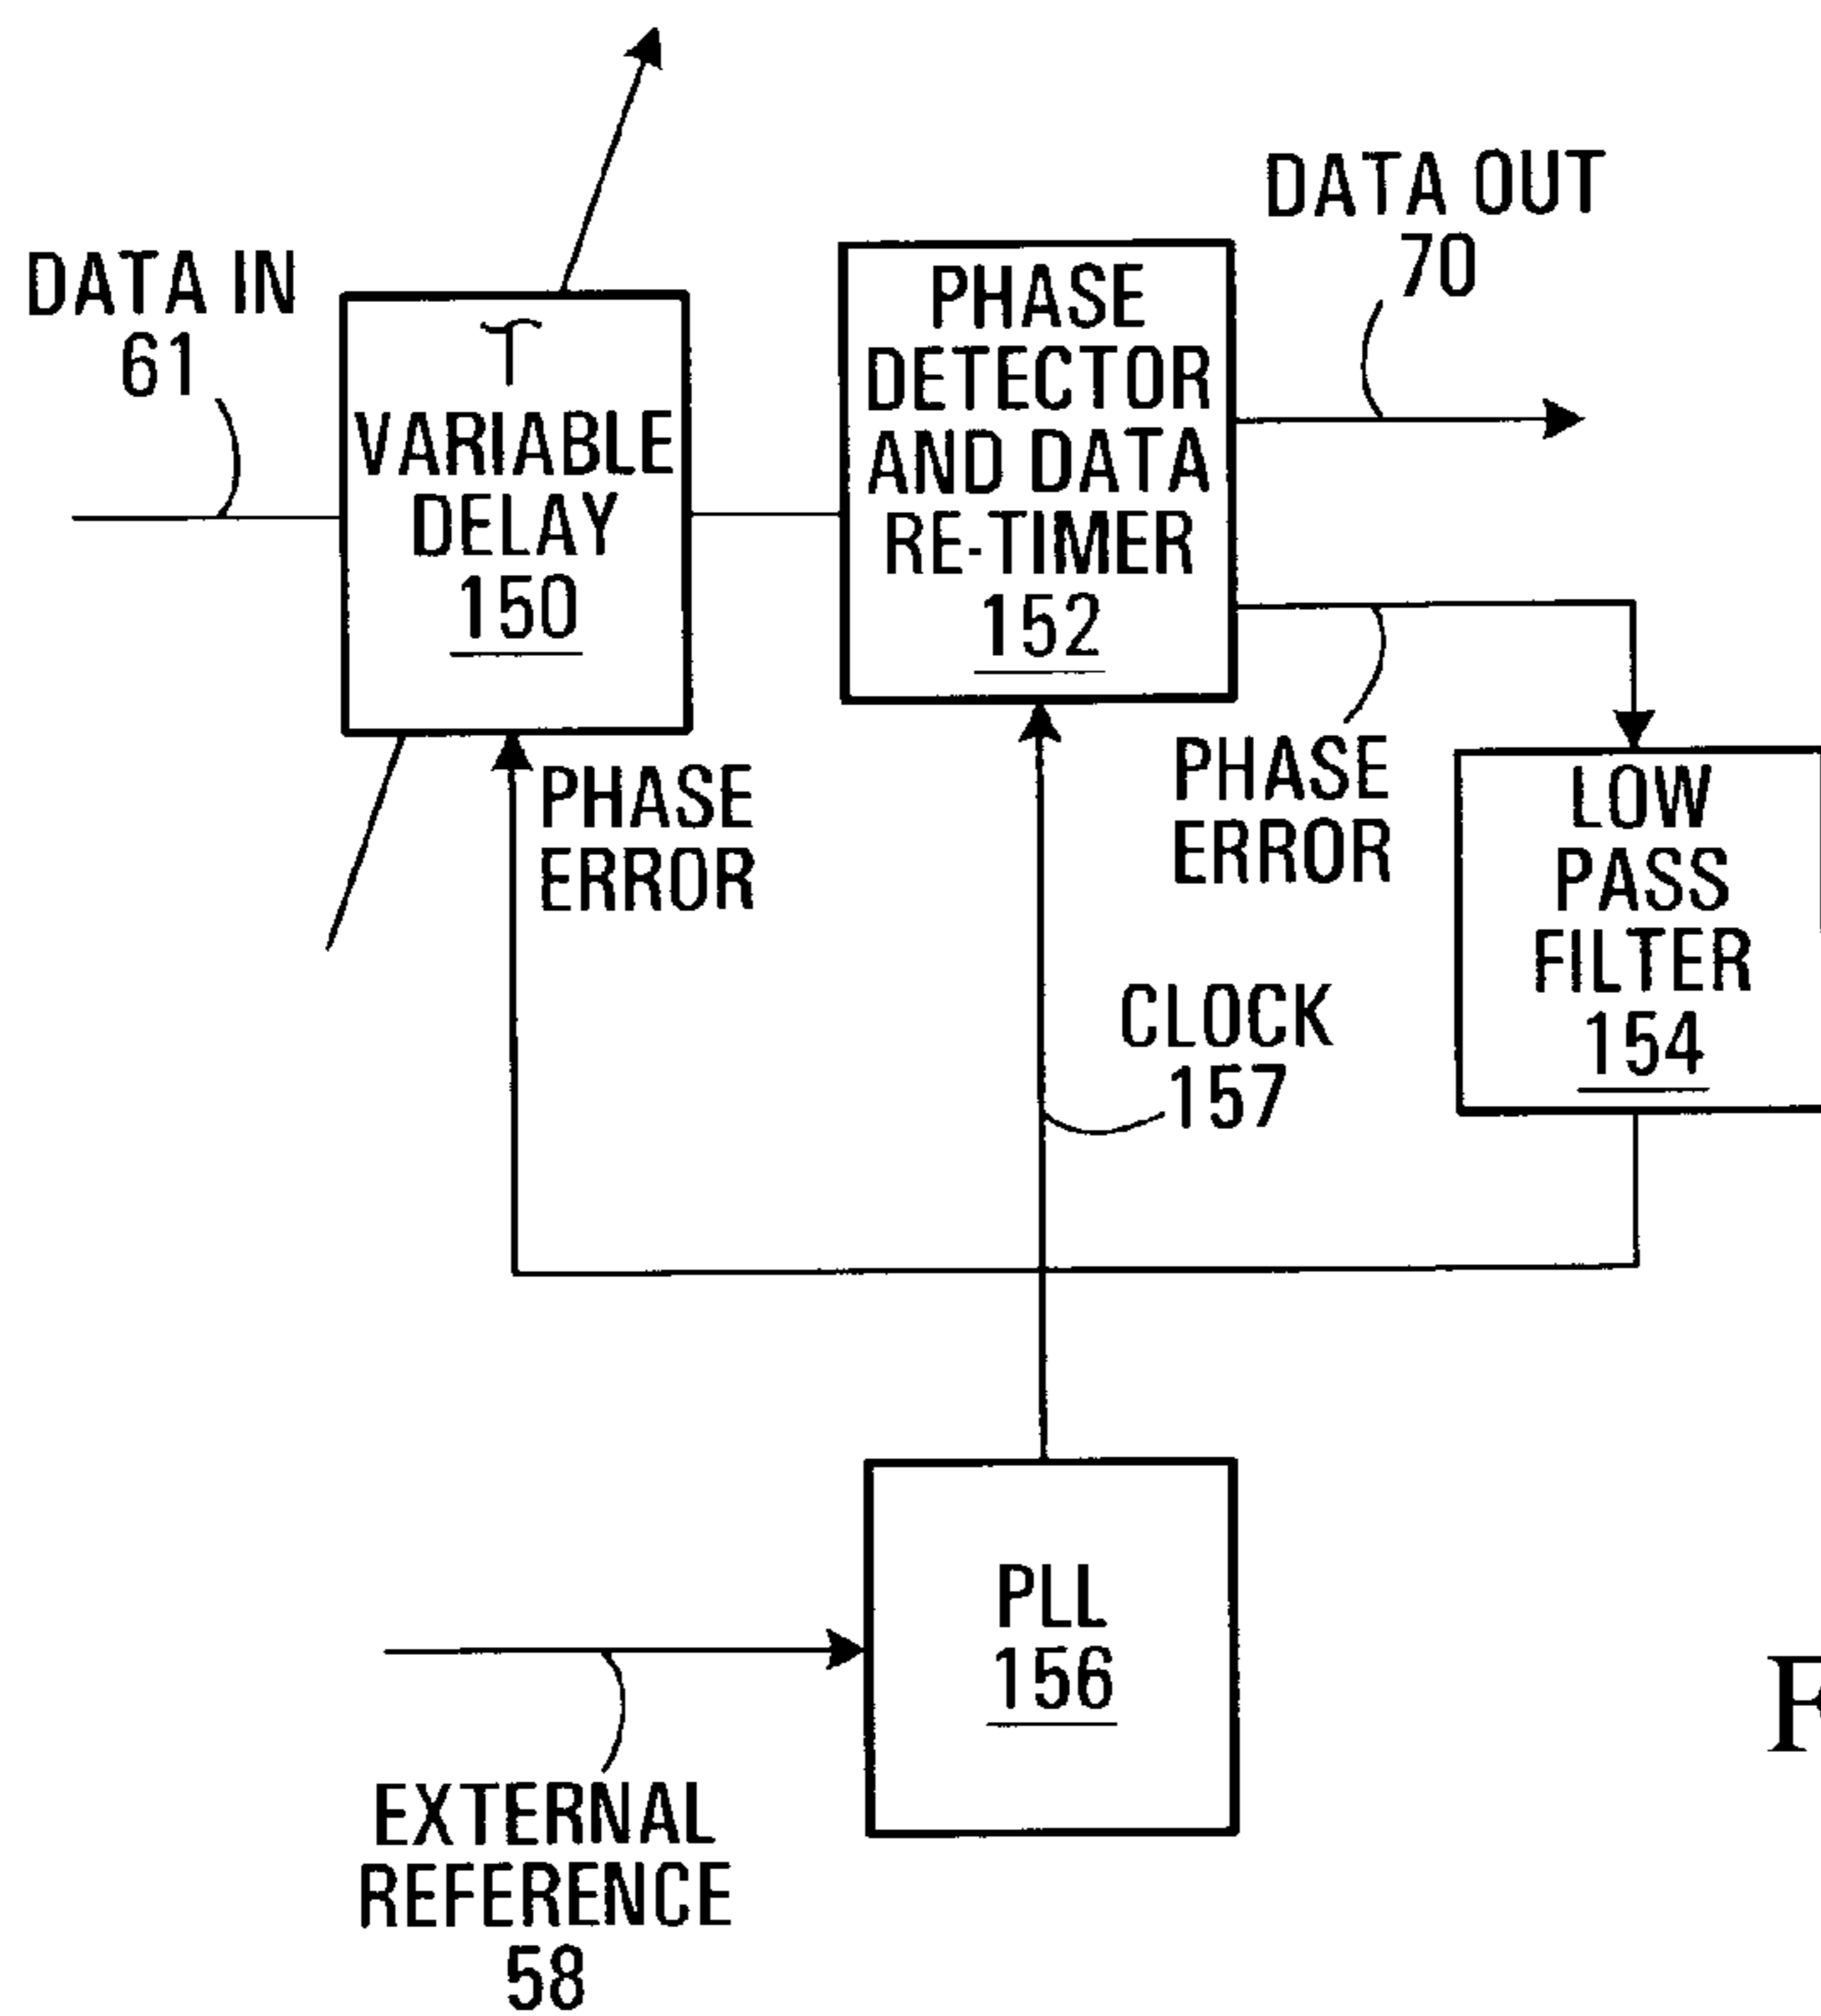 DATA IN
61
T
VARIABLE
DELAY
150
PHASE
DETECTOR
AND DATA
RE-TIMER
152
DATA OUT
70
PHASE
ERROR
PHASE
ERROR
LOW
PASS
FILTER
154
CLOCK
157
PLL
156
EXTERNAL
REFERENCE
58
F